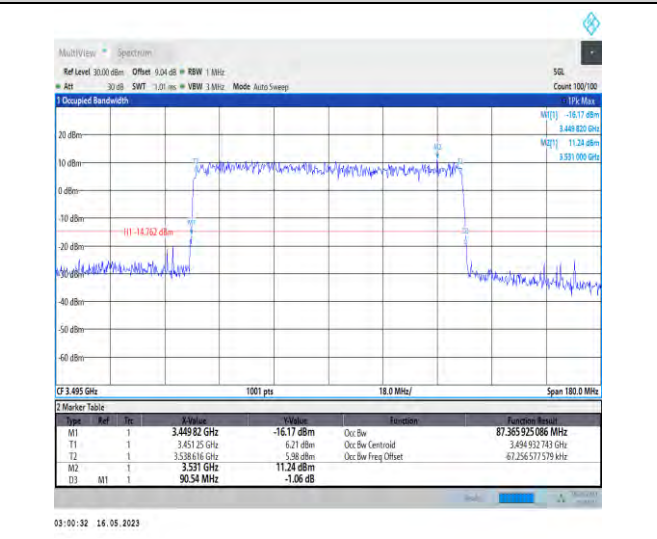 MultiView Spectrum
Ref Level 30.00 dBm Offset 9.04 dB RBW 1 MHz SGL
Att 30 dB SWT 1.01 ms VBW 3 MHz Mode Auto Sweep Count 100/100
1 Occupied Bandwidth 1Pk Max
M1[1] -16.17 dBm
3.449 820 GHz
M2[1] 11.24 dBm
3.531 000 GHz
20 dBm
10 dBm
0 dBm
-10 dBm
H1 -14.762 dBm
-20 dBm
-30 dBm
-40 dBm
-50 dBm
-60 dBm
CF 3.495 GHz 1001 pts 18.0 MHz/ Span 180.0 MHz
2 Marker Table
Type Ref Trc X-Value Y-Value Function Function Result
M1 1 3.449 82 GHz -16.17 dBm Occ Bw 87.365 925 086 MHz
T1 1 3.451 25 GHz 6.21 dBm Occ Bw Centroid 3.494 932 743 GHz
T2 1 3.538 616 GHz 5.98 dBm Occ Bw Freq Offset -67.256 577 579 kHz
M2 1 3.531 GHz 11.24 dBm
D3 M1 1 90.54 MHz -1.06 dB
03:00:32 16.05.2023